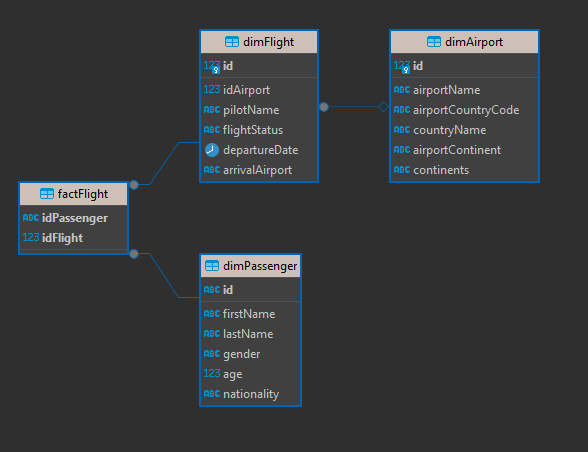 dimFlight
123 id
123 idAirport
ABC pilotName
ABC flightStatus
departureDate
ABC arrivalAirport
dimAirport
123 id
ABC airportName
ABC airportCountryCode
ABC countryName
ABC airportContinent
ABC continents
factFlight
ABC idPassenger
123 idFlight
dimPassenger
ABC id
ABC firstName
ABC lastName
ABC gender
123 age
ABC nationality